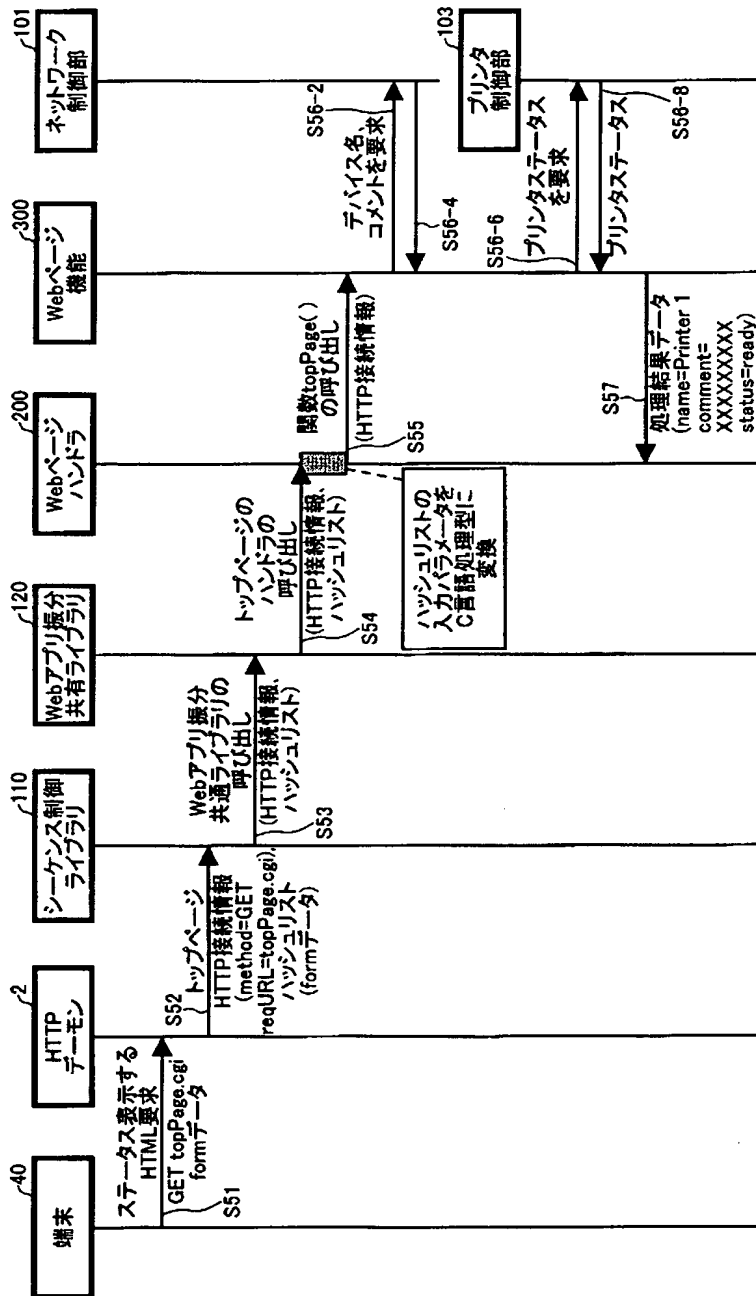 40
端末
2
HTTP
デーモン
110
シーケンス制御
ライブラリ
120
Webアプリ振分
共有ライブラリ
200
Webページ
ハンドラ
300
Webページ
機能
101
ネットワーク
制御部
ステータス表示する
HTML要求
GET topPage.cgi
formデータ
S51
S52
トップページ
HTTP接続情報
(method=GET
reqURL=topPage.cgi),
ハッシュリスト
(formデータ)
Webアプリ振分
共通ライブラリの
呼び出し
(HTTP接続情報、
ハッシュリスト)
S53
トップページの
ハンドラの
呼び出し
(HTTP接続情報、
ハッシュリスト)
S54
ハッシュリストの
入力パラメータを
C言語処理型に
変換
関数topPage()
の呼び出し
(HTTP接続情報)
S55
デバイス名、
コメントを要求
S56-2
S56-4
103
プリンタ
制御部
S56-6
プリンタステータス
を要求
プリンタステータス
S56-8
S57
処理結果データ
(name=Printer 1
comment=
XXXXXXXXXX
status=ready)